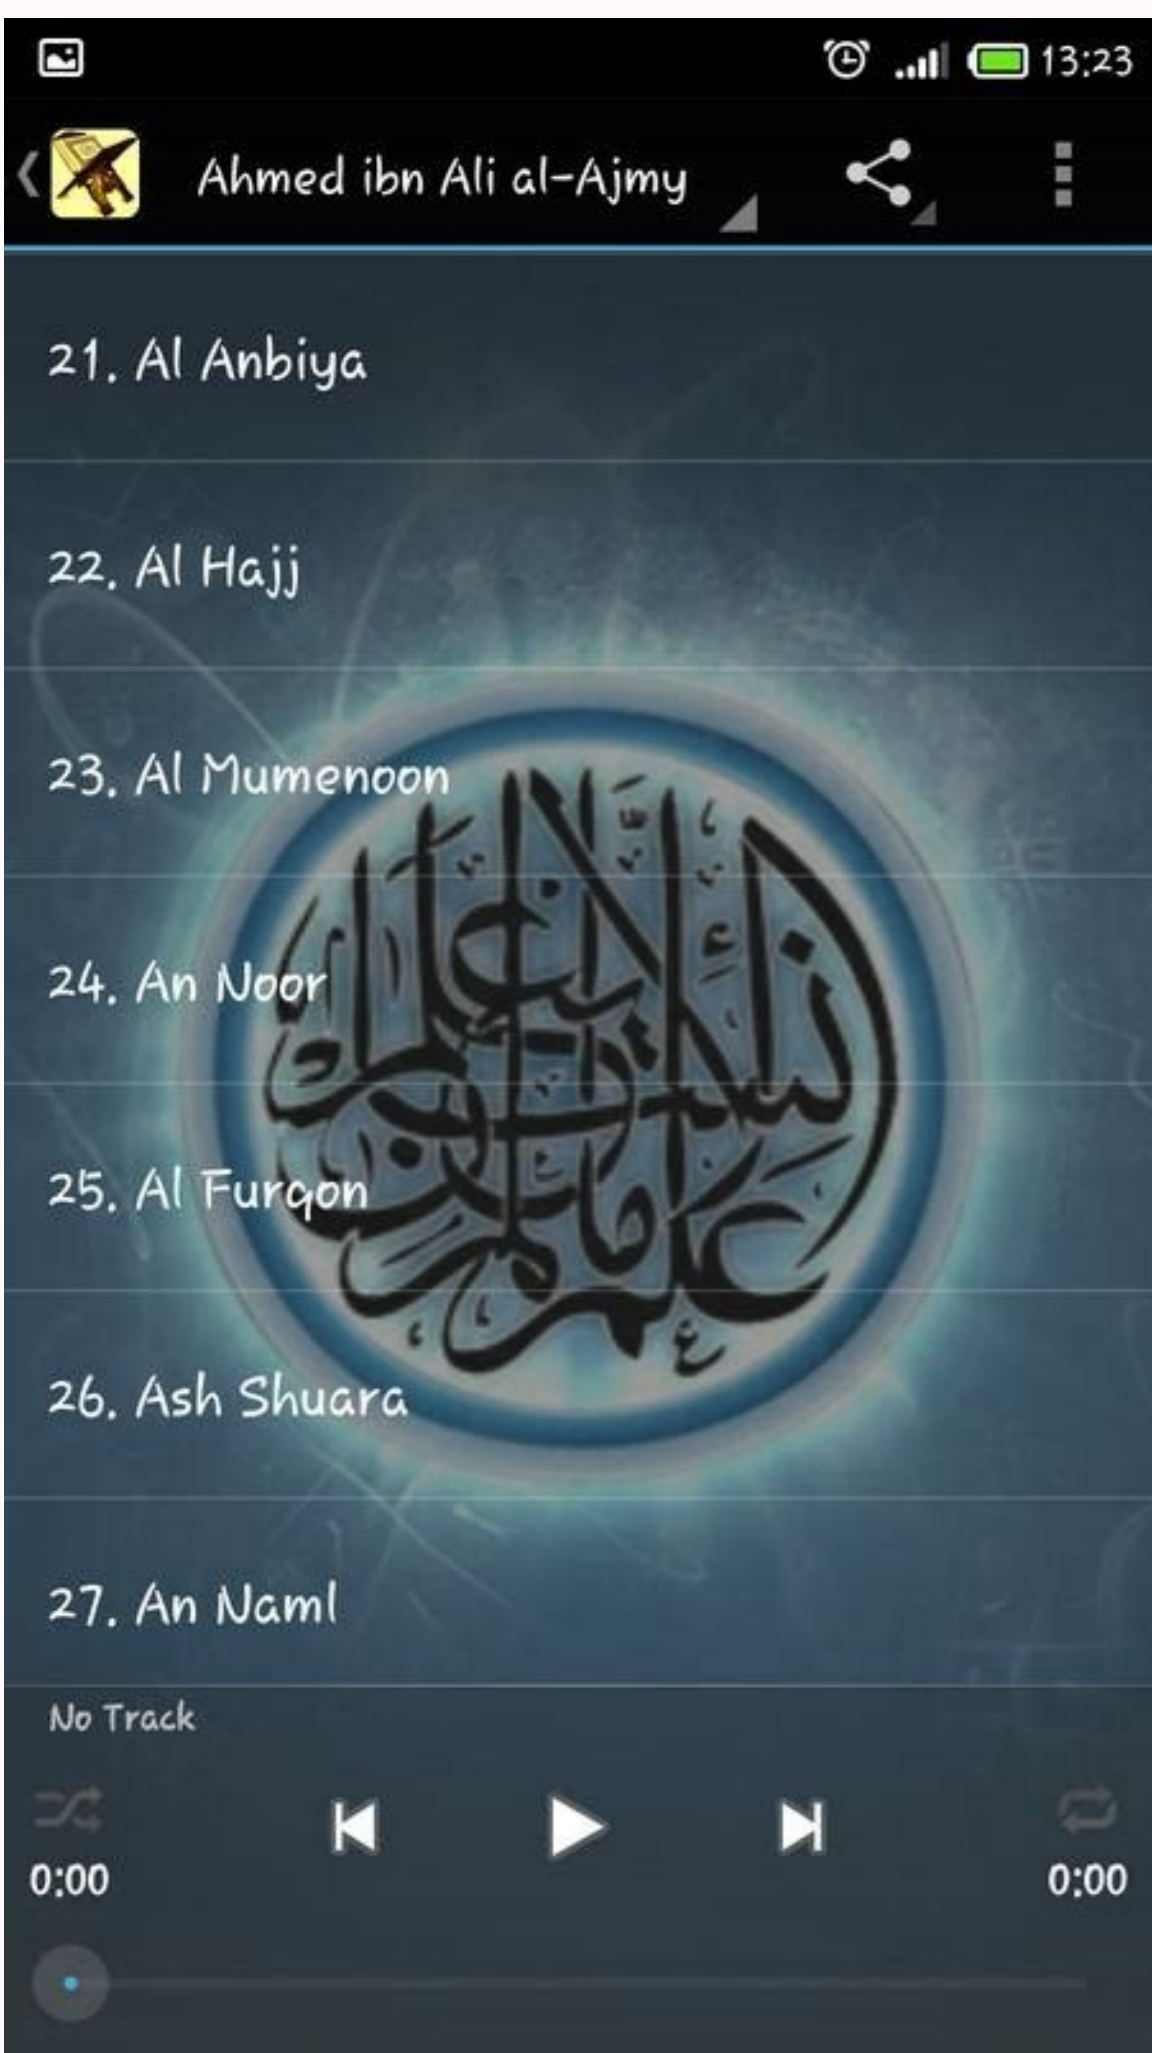 13:23
Ahmed ibn Ali al-Ajmy
21. Al Anbiya
22. Al Hajj
23. Al Mumenoon
24. An Noor
25. Al Furqon
26. Ash Shuara
27. An Naml
No Track
0:00
0:00